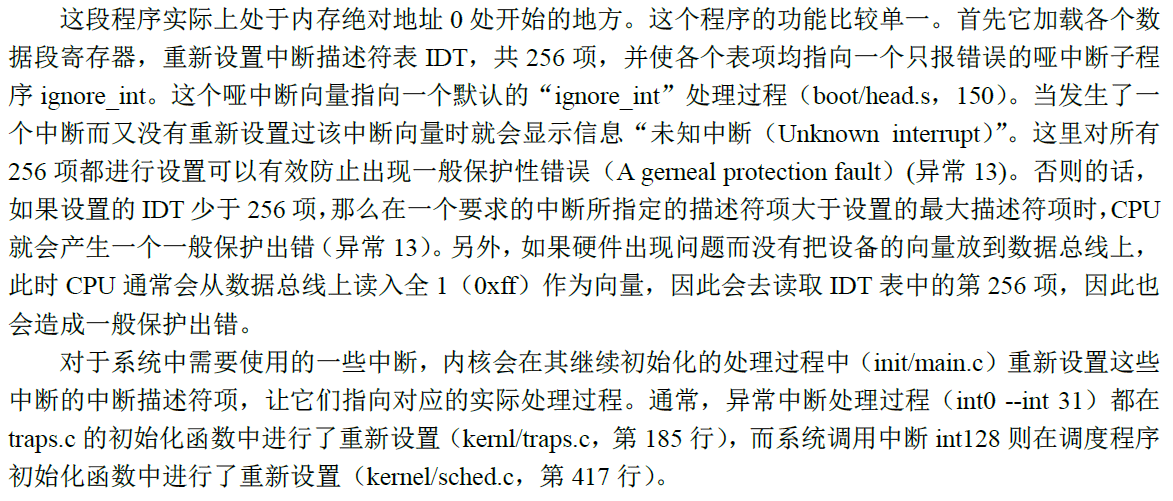 这段程序实际上处于内存绝对地址 0 处开始的地方。这个程序的功能比较单一。首先它加载各个数
据段寄存器，重新设置中断描述符表 IDT，共 256 项，并使各个表项均指向一个只报错误的哑中断子程
序 ignore_int。这个哑中断向量指向一个默认的“ignore_int”处理过程（boot/head.s，150）。当发生了一
个中断而又没有重新设置过该中断向量时就会显示信息“未知中断（Unknown interrupt）”。这里对所有
256 项都进行设置可以有效防止出现一般保护性错误（A gerneal protection fault）(异常 13)。否则的话，
如果设置的 IDT 少于 256 项，那么在一个要求的中断所指定的描述符项大于设置的最大描述符项时，CPU
就会产生一个一般保护出错（异常 13）。另外，如果硬件出现问题而没有把设备的向量放到数据总线上，
此时 CPU 通常会从数据总线上读入全 1（0xff）作为向量，因此会去读取 IDT 表中的第 256 项，因此也
会造成一般保护出错。
对于系统中需要使用的一些中断，内核会在其继续初始化的处理过程中（init/main.c）重新设置这些
中断的中断描述符项，让它们指向对应的实际处理过程。通常，异常中断处理过程（int0 --int 31）都在
traps.c 的初始化函数中进行了重新设置（kernl/traps.c，第 185 行），而系统调用中断 int128 则在调度程序
初始化函数中进行了重新设置（kernel/sched.c，第 417 行）。